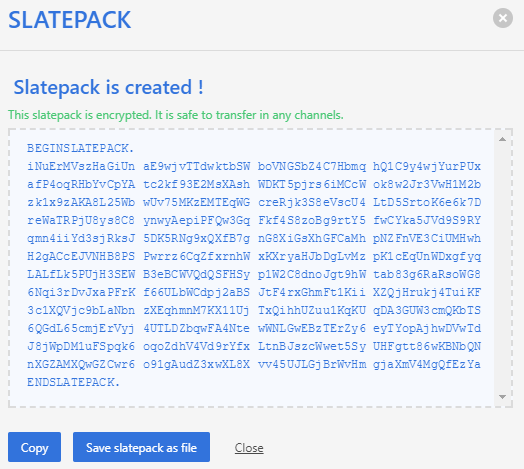 SLATEPACK
Slatepack is created !
This slatepack is encrypted. It is safe to transfer in any channels.
BEGINSLATEPACK.
iNuErMVszHaGiUn aE9wjvTTdwktbSW boVNGSbZ4C7Hbmq hQ1C9y4wjYurPUx
afP4oqRHbYvCpYA tc2kf93E2MsXAsh WDKT5pjrs6iMCcW ok8w2Jr3VwH1M2b
zk1x9zAKA8L25Wb wUv75MKzEMTEqWG creRjk3S8eVscU4 LtD5SrtoK6e6k7D
reWaTRPjU8ys8C8 ynwyAepiPFQw3Gq Fkf4S8zoBg9rtY5 fwCYka5JVd9S9RY
qmn4iiYd3sjRksJ 5DK5RNg9xQXfB7g nG8XiGsXhGFCaMh pNZFnVE3CiUMHwh
H2gACcEJVNHB8PS Pwrrz6CqZfxrnhW xKXryaHJbDgLvMz pK1cEqUnWDxgfyq
LALfLk5PUjH3SEW B3eBCWVQdQSFHSy p1W2C8dnoJgt9hW tab83g6RaRsoWG8
6Nqi3rDvJxaPFrK f66ULbWCdpj2aBS JtF4rxGhmFt1Kii XZQjHrukj4TuiKF
3c1XQVjc9bLaNbn zXEqhmnM7KX11Uj TxQihhUZuu1KqKU qDA3GUW3cmQKbTS
6QGdL65cmjErVyj 4UTLDZbqwFA4Nte wWNLGwEBzTErZy6 eyTYopAjhwDVwTd
J8jWpDM1uFSpqk6 oqoZdhV4Vd9rYfx LtnBJszcWwet5Sy UHFgtt86wKBNbQN
nXGZAMXQwGZCwr6 o91gAudZ3xwXL8X vv45UJLGjBrWvHm gjaXmV4MgQfEzYa
ENDSLATEPACK.
Copy
Save slatepack as file
Close